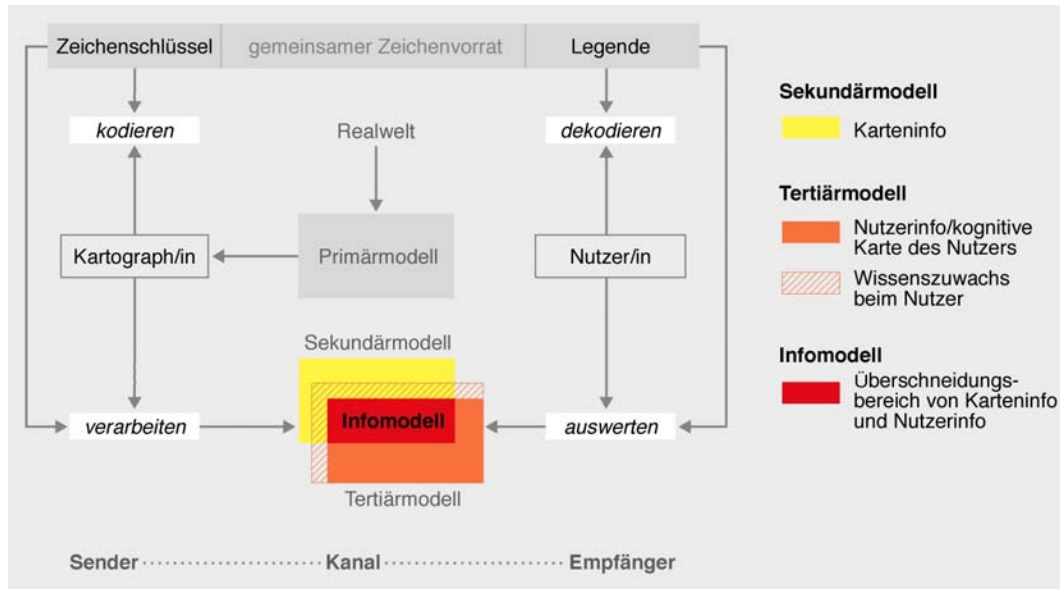 Zeichenschlüssel gemeinsamer Zeichenvorrat Legende
kodieren
Realwelt
dekodieren
Kartograph/in
Primärmodell
Nutzer/in
Sekundärmodell
Infomodell
verarbeiten
auswerten
Tertiärmodell
Sender
Kanal
Empfänger
Sekundärmodell
Karteninfo
Tertiärmodell
Nutzerinfo/kognitive
Karte des Nutzers
Wissenszuwachs
beim Nutzer
Infomodell
Überschneidungs-
bereich von Karteninfo
und Nutzerinfo